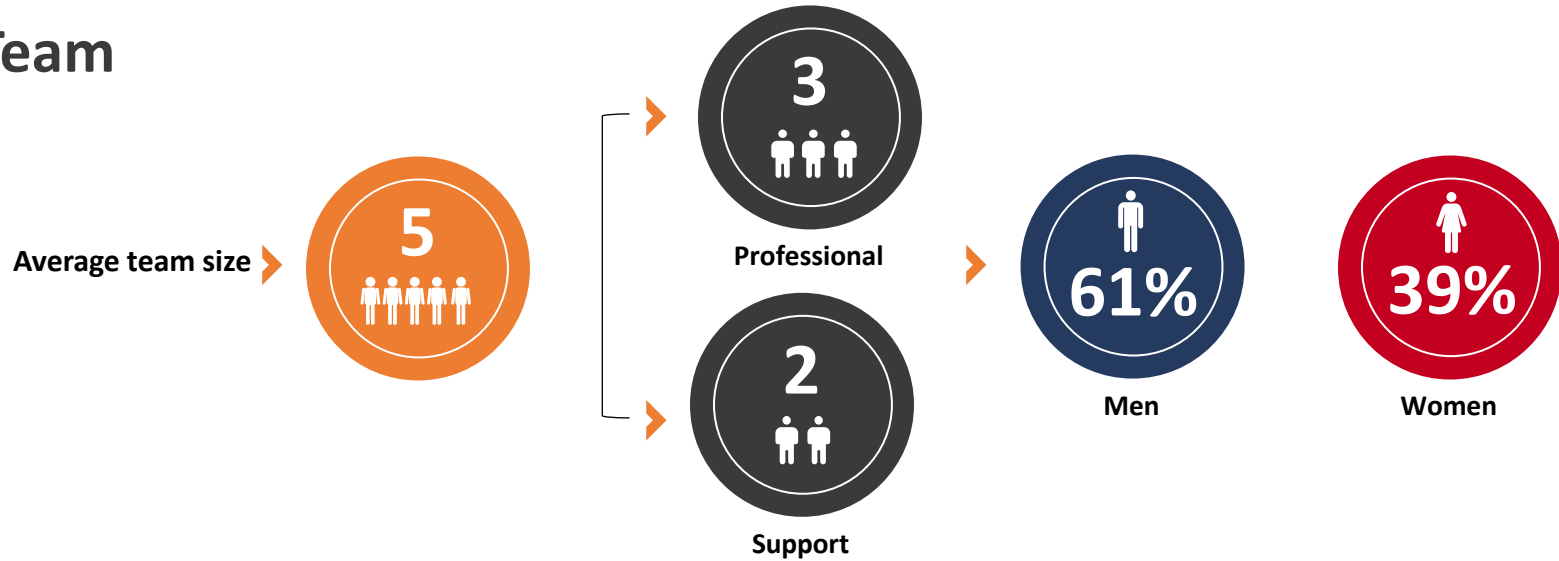 Team
Average team size
5
3
Professional
2
Support
61%
Men
39%
Women